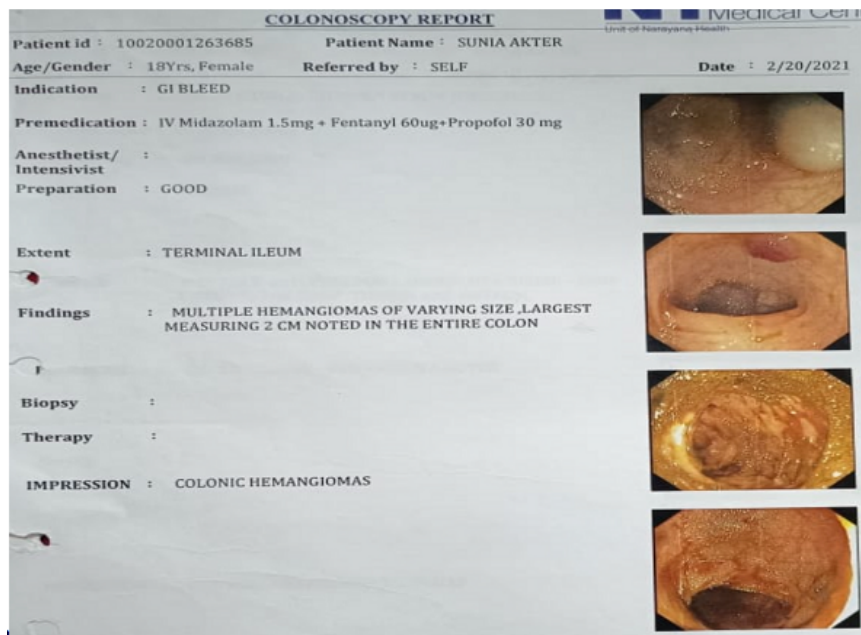 COLONOSCOPY REPORT
Medical
Unit of Narayana Health
Patient id : 10020001263685 Patient Name : SUNIA AKTER
Age/Gender : 18Yrs, Female Referred by : SELF Date : 2/20/2021
Indication : GI BLEED
Premedication : IV Midazolam 1.5mg + Fentanyl 60ug+Propofol 30 mg
Anesthetist/ :
Intensivist
Preparation : GOOD
Extent : TERMINAL ILEUM
Findings : MULTIPLE HEMANGIOMAS OF VARYING SIZE ,LARGEST
MEASURING 2 CM NOTED IN THE ENTIRE COLON
Biopsy :
Therapy :
IMPRESSION : COLONIC HEMANGIOMAS